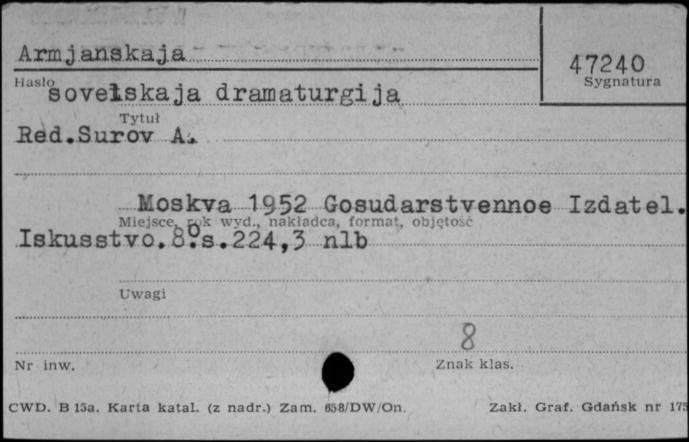 Armjanskaja
47240
Sygnatura
Hasło
sovetskaja dramaturgija
Tytuł
Red.Surov A.
Moskva 1952 Gosudarstvennoe Izdatel.
Miejsce, rok wyd., nakładca, format, objętość
Iskusstvo.8°.s.224,3 nlb
Uwagi
8
Nr inw.
Znak klas.
CWD. B 15a. Karta katal. (z nadr.) Zam. 658/DW/On.
Zakł. Graf. Gdańsk nr 175